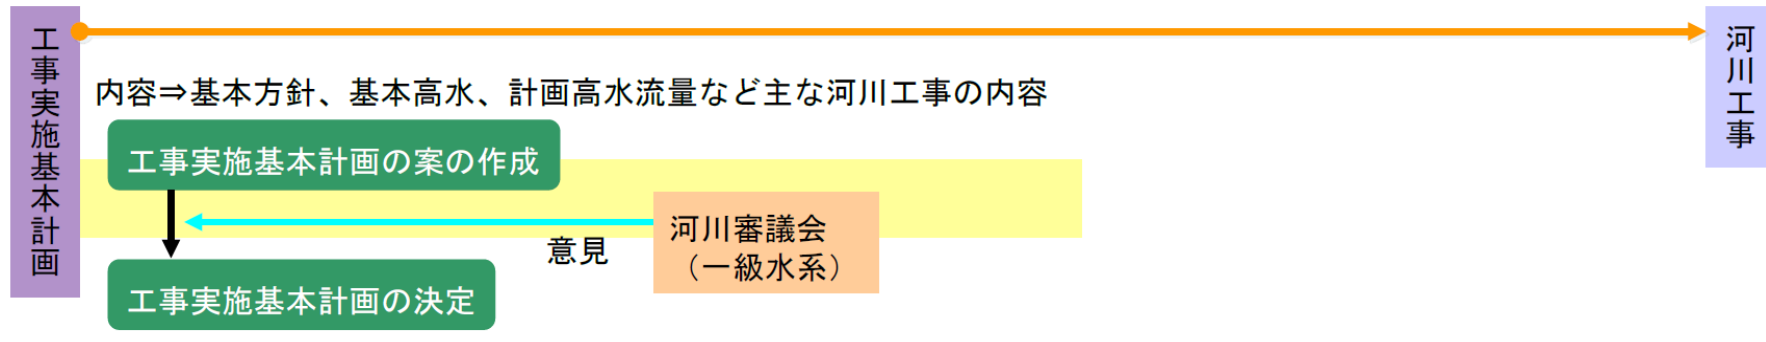 工事実施基本計画
河川工事
内容⇒基本方針、基本高水、計画高水流量など主な河川工事の内容
工事実施基本計画の案の作成
意見
河川審議会
（一級水系）
工事実施基本計画の決定